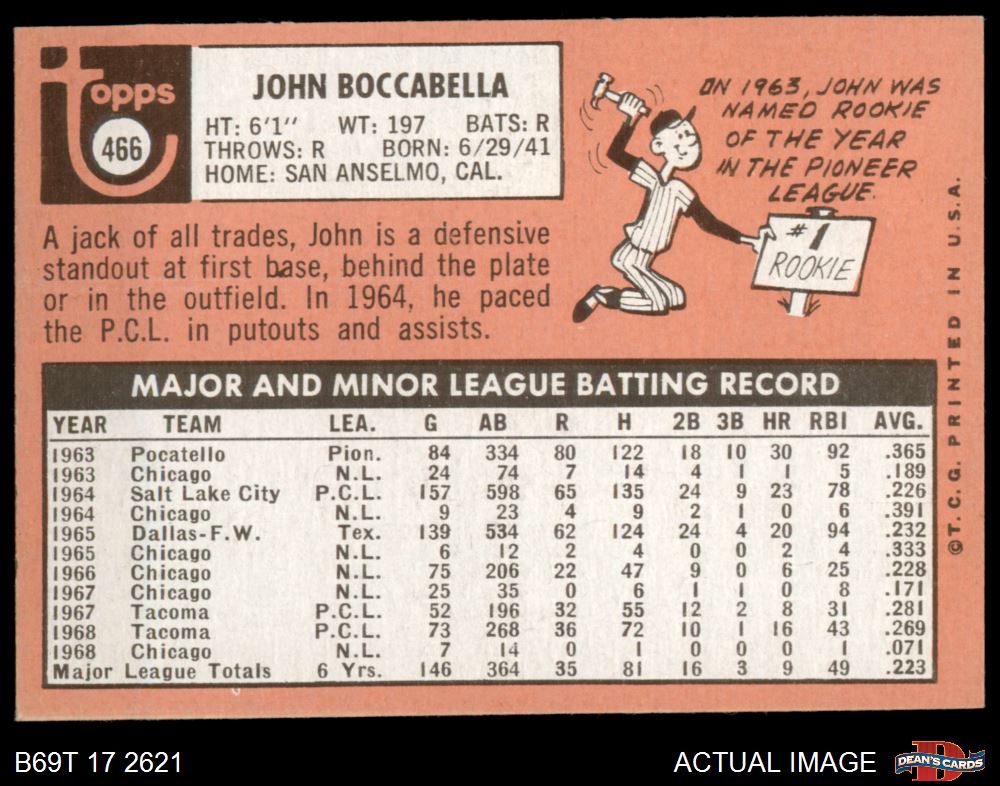 Topps
466
JOHN BOCCABELLA
HT: 6'1" WT: 197 BATS: R
THROWS: R BORN: 6/29/41
HOME: SAN ANSELMO, CAL.
ON 1963, JOHN WAS
NAMED ROOKIE
OF THE YEAR
IN THE PIONEER
LEAGUE.
#1
ROOKIE
A jack of all trades, John is a defensive
standout at first base, behind the plate
or in the outfield. In 1964, he paced
the P.C.L. in putouts and assists.
MAJOR AND MINOR LEAGUE BATTING RECORD
YEAR TEAM LEA. G AB R H 2B 3B HR RBI AVG.
1963 Pocatello Pion. 84 334 80 122 18 10 30 92 .365
1963 Chicago N.L. 24 74 7 14 4 1 1 5 .189
1964 Salt Lake City P.C.L. 157 598 65 135 24 9 23 78 .226
1964 Chicago N.L. 9 23 4 9 2 1 0 6 .391
1965 Dallas-F.W. Tex. 139 534 62 124 24 4 20 94 .232
1965 Chicago N.L. 6 12 2 4 0 0 2 4 .333
1966 Chicago N.L. 75 206 22 47 9 0 6 25 .228
1967 Chicago N.L. 25 35 0 6 1 1 0 8 .171
1967 Tacoma P.C.L. 52 196 32 55 12 2 8 31 .281
1968 Tacoma P.C.L. 73 268 36 72 10 1 16 43 .269
1968 Chicago N.L. 7 14 0 1 0 0 0 1 .071
Major League Totals 6 Yrs. 146 364 35 81 16 3 9 49 .223
©T.C.G. PRINTED IN U.S.A.
B69T 17 2621
ACTUAL IMAGE
DEAN'S CARDS